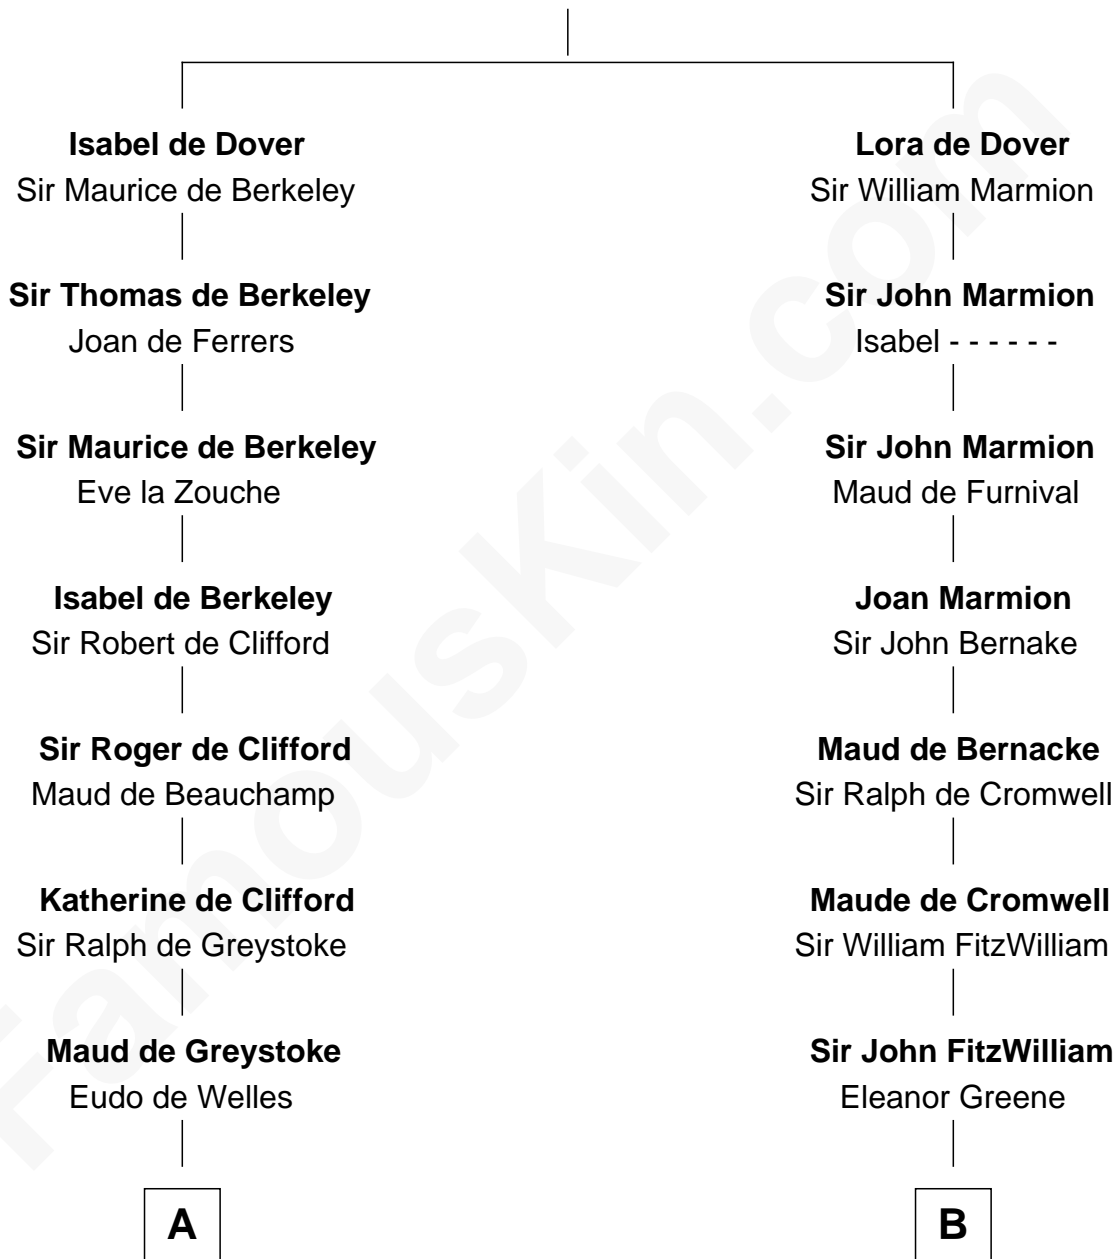 Isabel de Dover
Sir Maurice de Berkeley
Sir Thomas de Berkeley
Joan de Ferrers
Sir Maurice de Berkeley
Eve la Zouche
Isabel de Berkeley
Sir Robert de Clifford
Sir Roger de Clifford
Maud de Beauchamp
Katherine de Clifford
Sir Ralph de Greystoke
Maud de Greystoke
Eudo de Welles
A
Lora de Dover
Sir William Marmion
Sir John Marmion
Isabel - - - - - -
Sir John Marmion
Maud de Furnival
Joan Marmion
Sir John Bernake
Maud de Bernacke
Sir Ralph de Cromwell
Maude de Cromwell
Sir William FitzWilliam
Sir John FitzWilliam
Eleanor Greene
B
FamousKin.com